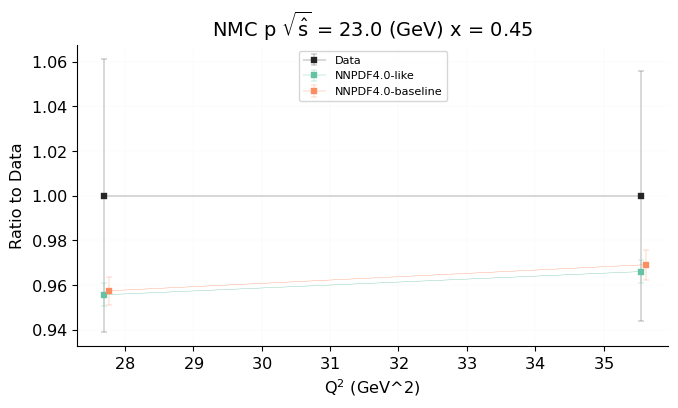 NMC p √ŝ = 23.0 (GeV) x = 0.45
Data
NNPDF4.0-like
NNPDF4.0-baseline
Ratio to Data
1.06
1.04
1.02
1.00
0.98
0.96
0.94
28 29 30 31 32 33 34 35
Q² (GeV^2)